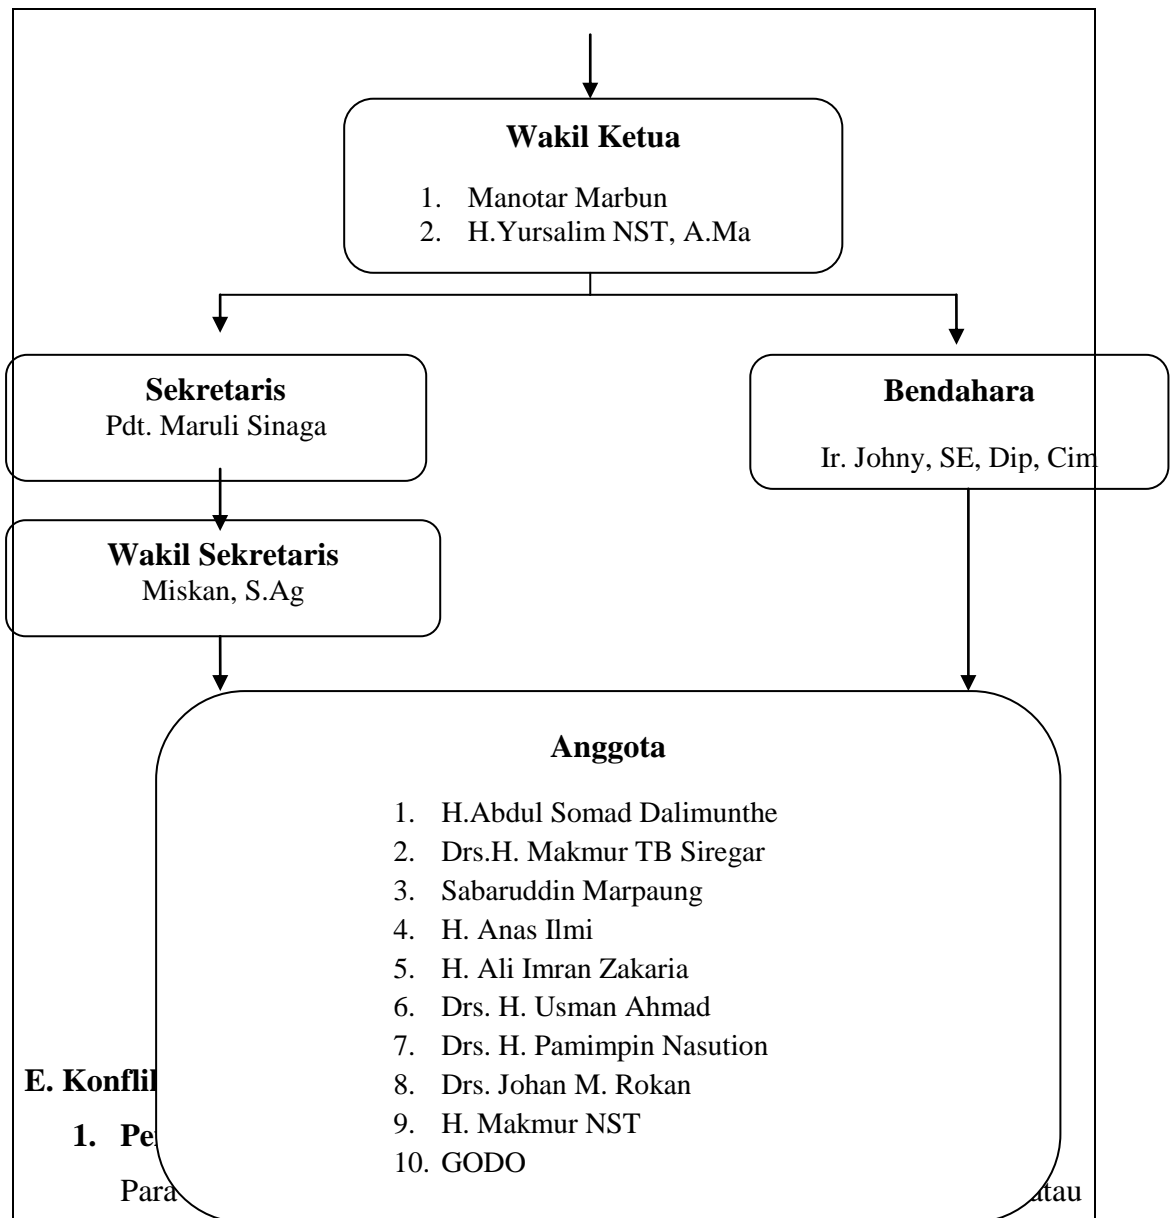 Wakil Ketua
1. Manotar Marbun
2. H.Yursalim NST, A.Ma
Sekretaris
Pdt. Maruli Sinaga
Bendahara
Ir. Johny, SE, Dip, Cim
Wakil Sekretaris
Miskan, S.Ag
Anggota
1. H.Abdul Somad Dalimunthe
2. Drs.H. Makmur TB Siregar
3. Sabaruddin Marpaung
4. H. Anas Ilmi
5. H. Ali Imran Zakaria
6. Drs. H. Usman Ahmad
7. Drs. H. Pamimpin Nasution
8. Drs. Johan M. Rokan
9. H. Makmur NST
10. GODO
E.
1.
Para